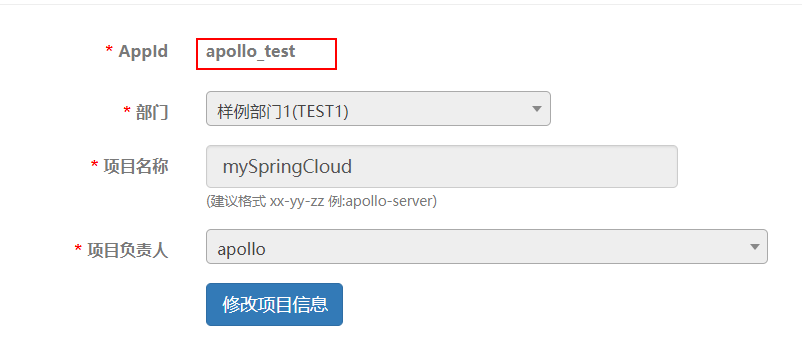 * AppId apollo_test
* 部门 样例部门1(TEST1)
* 项目名称 mySpringCloud
(建议格式 xx-yy-zz 例:apollo-server)
* 项目负责人 apollo
修改项目信息